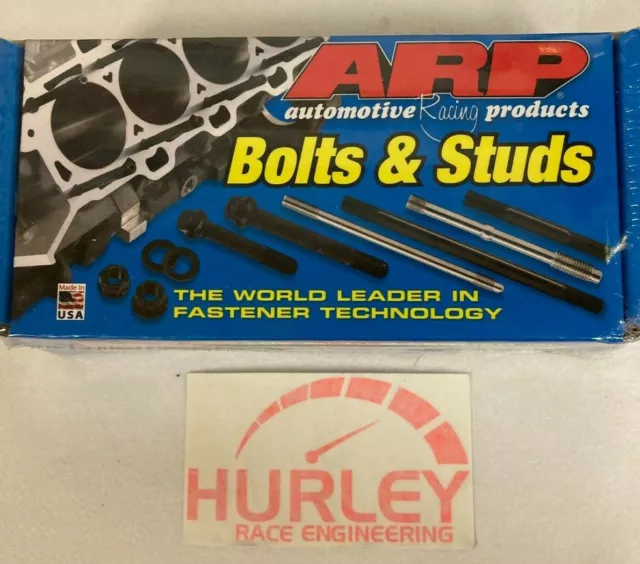 ARP
®
automotive Racing products
Bolts & Studs
Made in
USA
THE WORLD LEADER IN
FASTENER TECHNOLOGY
HURLEY
RACE ENGINEERING